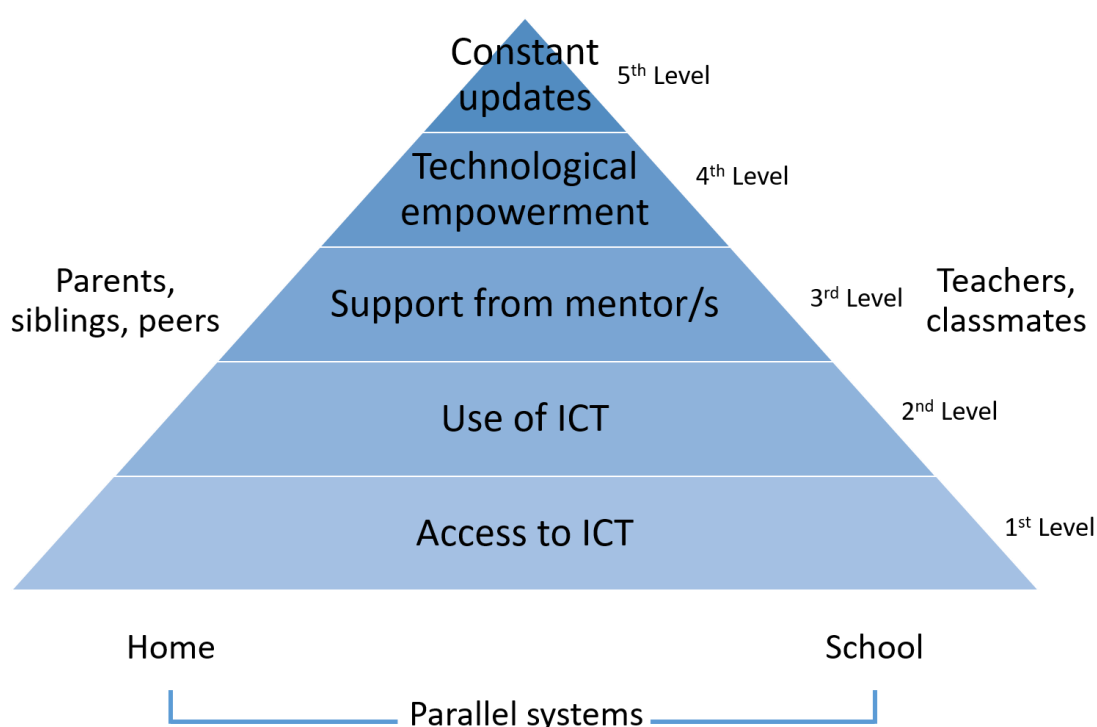 Constant
updates
5th Level
Technological
empowerment
4th Level
Parents,
siblings, peers
Support from mentor/s
3rd Level
Teachers,
classmates
Use of ICT
2nd Level
Access to ICT
1st Level
Home
School
Parallel systems